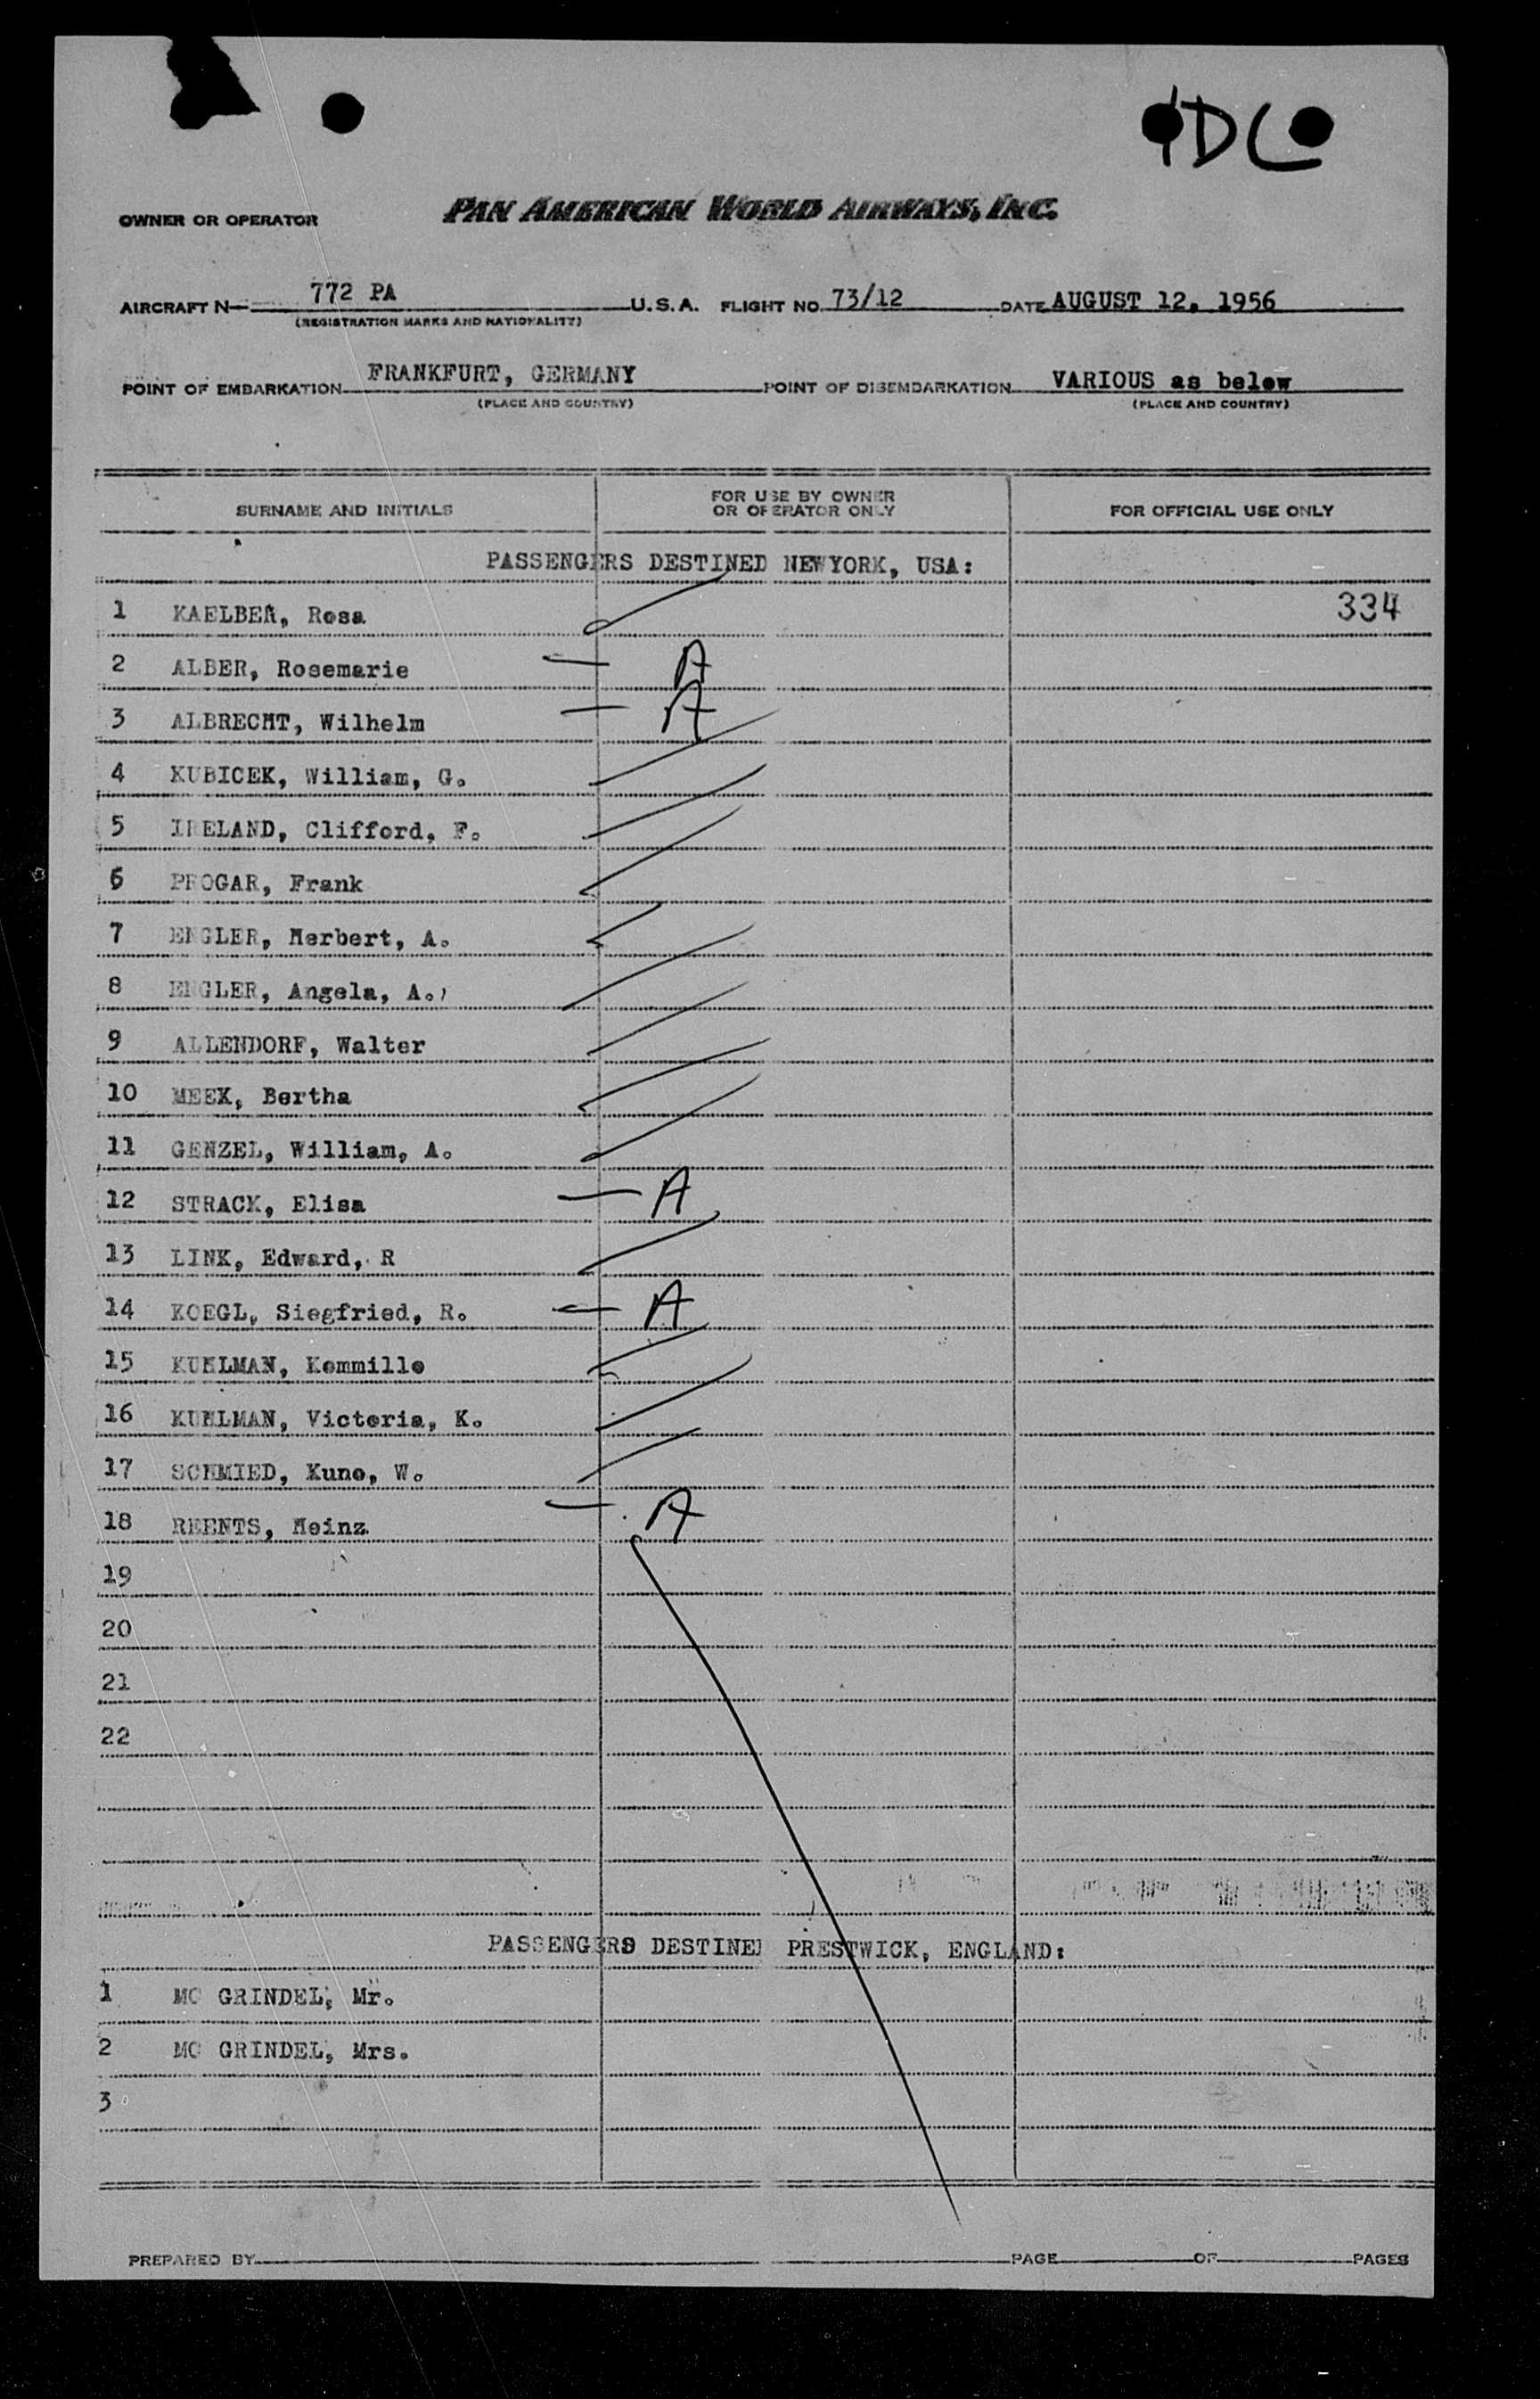 DC
OWNER OR OPERATOR PAN AMERICAN WORLD AIRWAYS, INC.
AIRCRAFT N— 772 PA U.S.A. FLIGHT NO. 73/12 DATE AUGUST 12, 1956
(REGISTRATION MARKS AND NATIONALITY)
POINT OF EMBARKATION FRANKFURT, GERMANY POINT OF DISEMBARKATION VARIOUS as below
(PLACE AND COUNTRY) (PLACE AND COUNTRY)
SURNAME AND INITIALS FOR USE BY OWNER OR OPERATOR ONLY FOR OFFICIAL USE ONLY
PASSENGERS DESTINED NEWYORK, USA:
1 KAELBER, Rosa 334
2 ALBER, Rosemarie — A
3 ALBRECHT, Wilhelm — A
4 KUBICEK, William, G.
5 IRELAND, Clifford, F.
6 PROGAR, Frank
7 ENGLER, Herbert, A.
8 ENGLER, Angela, A.
9 ALLENDORF, Walter
10 MEEK, Bertha
11 GENZEL, William, A.
12 STRACK, Elisa — A
13 LINK, Edward, R
14 KOEGL, Siegfried, R. — A
15 KUHLMAN, Kommille
16 KUHLMAN, Victoria, K.
17 SCHMIED, Kuno, W.
18 REENTS, Heinz — A
19
20
21
22
PASSENGERS DESTINED PRESTWICK, ENGLAND:
1 MC GRINDEL, Mr.
2 MC GRINDEL, Mrs.
3
PREPARED BY PAGE OF PAGES